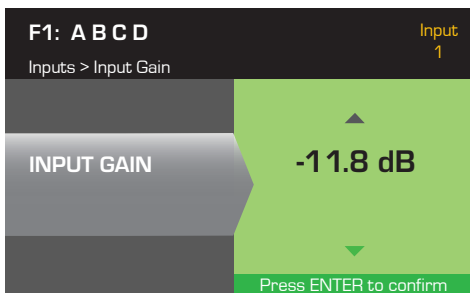 F1: A B C D
Input
1
Inputs > Input Gain
INPUT GAIN
-11.8 dB
Press ENTER to confirm